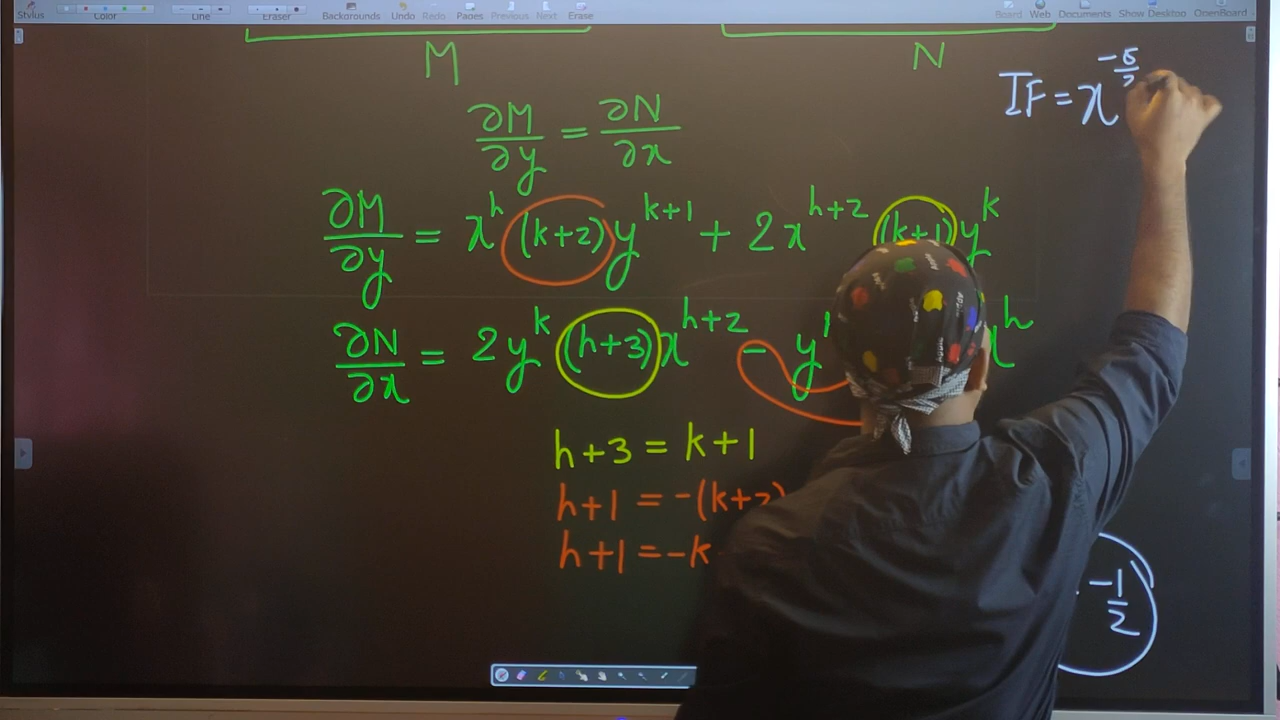 Stylus Color Line Eraser Backgrounds Undo Redo Pages Previous Next Erase Board Web Documents Show Desktop OpenBoard
M N
IF = x^(-5/2)
∂M/∂y = ∂N/∂x
∂M/∂y = x^h (k+2) y^(k+1) + 2x^(h+2) (k+1) y^k
∂N/∂x = 2y^k (h+3) x^(h+2) - y x^h
h+3 = k+1
h+1 = -(k+2)
h+1 = -k
-1/2